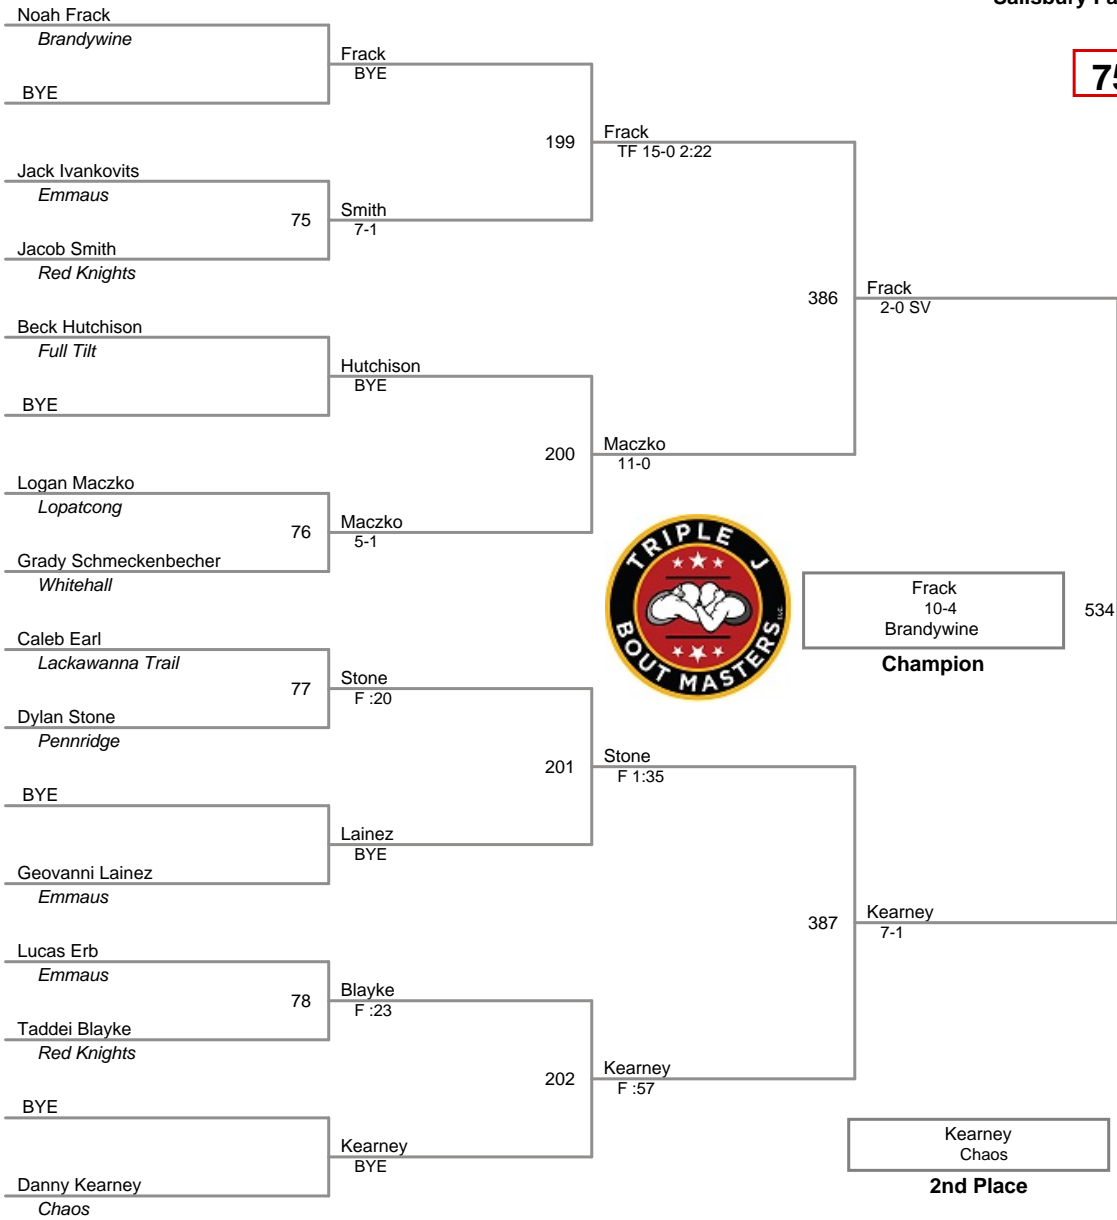 Salisbury Fa
75
Noah Frack
Brandywine
BYE
Frack
BYE
Jack Ivankovits
Emmaus
75
Jacob Smith
Red Knights
Smith
7-1
199
Frack
TF 15-0 2:22
Beck Hutchison
Full Tilt
BYE
Hutchison
BYE
Logan Maczko
Lopatcong
76
Grady Schmeckenbecher
Whitehall
Maczko
5-1
200
Maczko
11-0
386
Frack
2-0 SV
TRIPLE J
BOUT MASTERS
Frack
10-4
Brandywine
Champion
534
Caleb Earl
Lackawanna Trail
77
Dylan Stone
Pennridge
Stone
F :20
BYE
Geovanni Lainez
Emmaus
Lainez
BYE
201
Stone
F 1:35
Lucas Erb
Emmaus
78
Taddei Blayke
Red Knights
Blayke
F :23
BYE
Danny Kearney
Chaos
Kearney
BYE
202
Kearney
F :57
387
Kearney
7-1
Kearney
Chaos
2nd Place